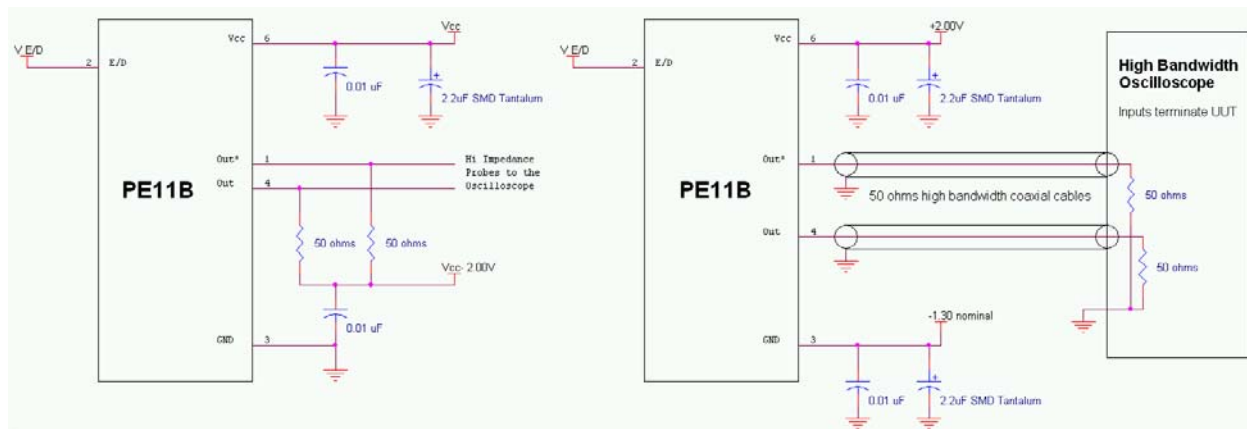 Vcc
Vcc
6
V E/D
2
E/D
0.01 uF
2.2uF SMD Tantalum
Out*
1
Out
4
Hi Impedance
Probes to the
Oscilloscope
PE11B
50 ohms
50 ohms
Vcc- 2.00V
0.01 uF
GND
3
+2.00V
Vcc
6
V E/D
2
E/D
0.01 uF
2.2uF SMD Tantalum
High Bandwidth
Oscilloscope
Inputs terminate UUT
Out*
1
PE11B
50 ohms high bandwidth coaxial cables
50 ohms
Out
4
50 ohms
-1.30 nominal
GND
3
0.01 uF
2.2uF SMD Tantalum